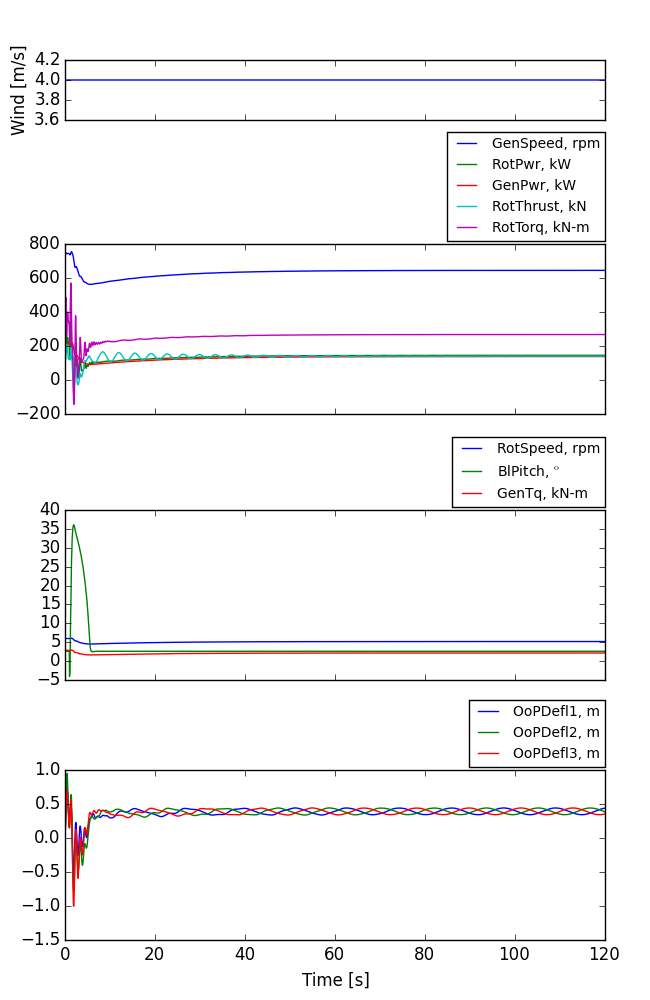 Wind [m/s]
4.2
4.0
3.8
3.6
GenSpeed, rpm
RotPwr, kW
GenPwr, kW
RotThrust, kN
RotTorq, kN-m
800
600
400
200
0
−200
RotSpeed, rpm
BlPitch, °
GenTq, kN-m
40
35
30
25
20
15
10
5
0
−5
OoPDefl1, m
OoPDefl2, m
OoPDefl3, m
1.0
0.5
0.0
−0.5
−1.0
−1.5
0 20 40 60 80 100 120
Time [s]